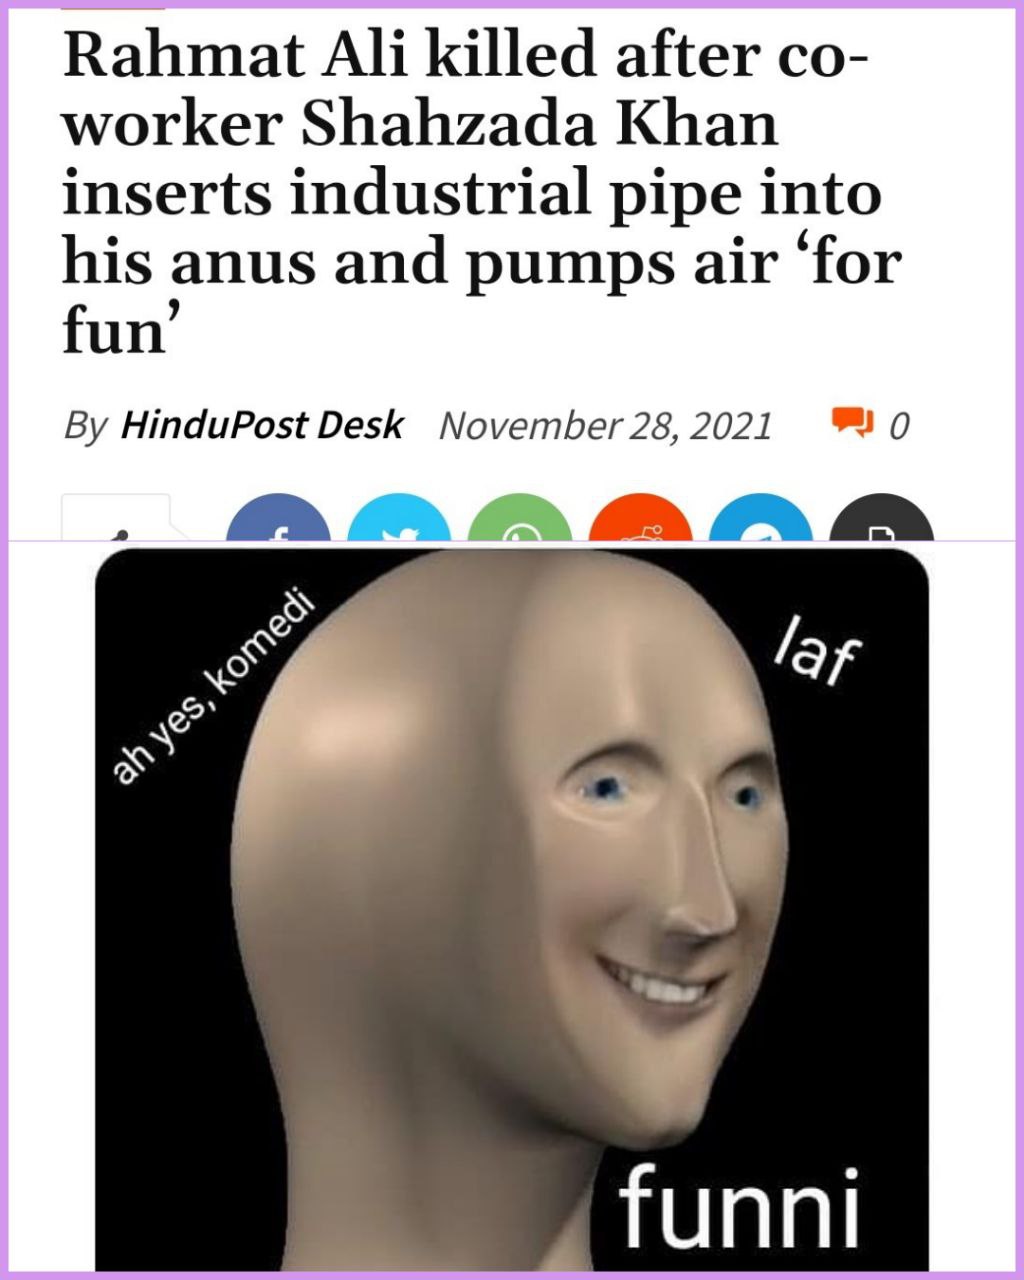 Rahmat Ali killed after co-
worker Shahzada Khan
inserts industrial pipe into
his anus and pumps air ‘for
fun’
By HinduPost Desk November 28, 2021 0
ah yes, komedi
laf
funni